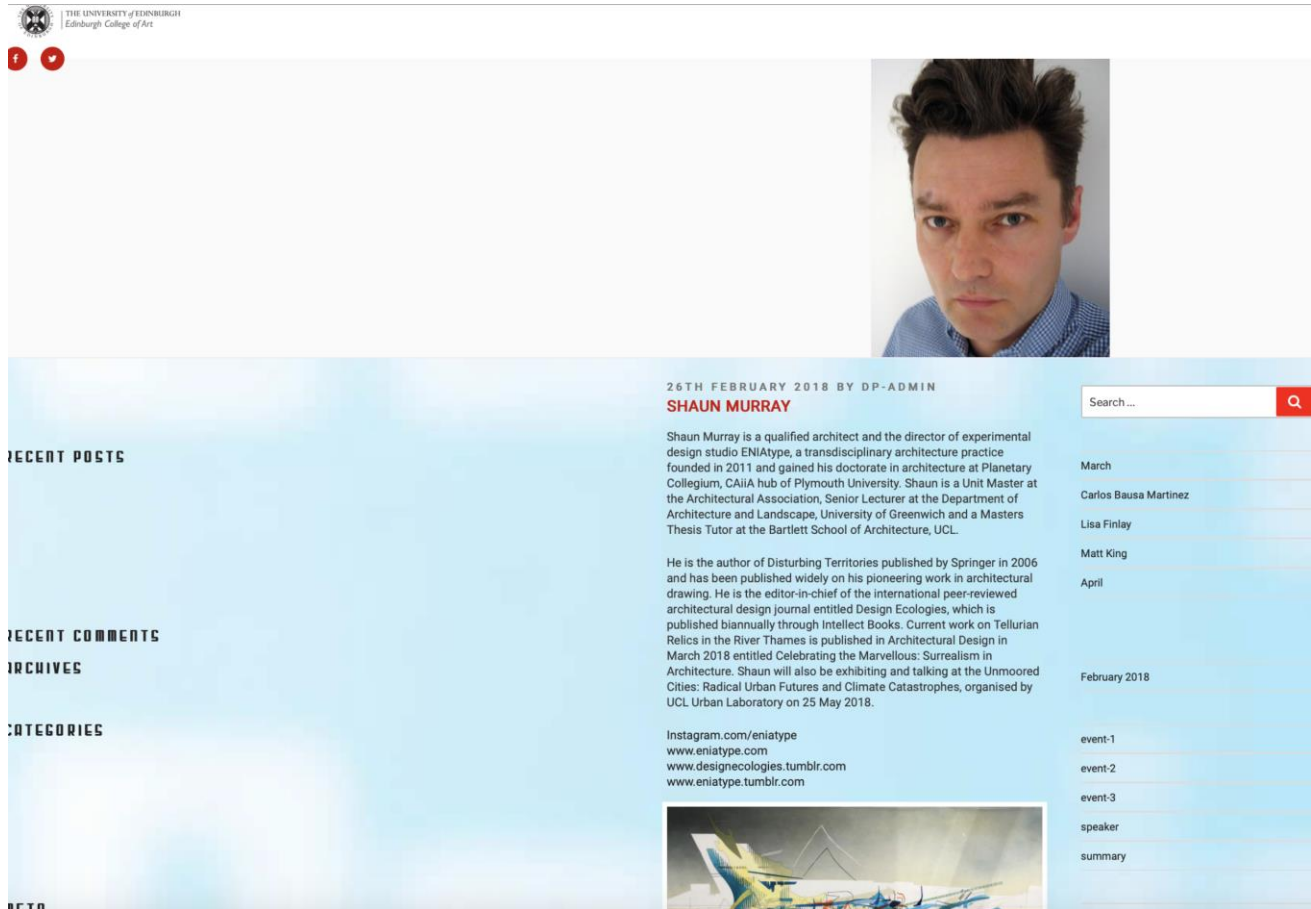 THE UNIVERSITY of EDINBURGH
Edinburgh College of Art
26TH FEBRUARY 2018 BY DP-ADMIN
SHAUN MURRAY
Shaun Murray is a qualified architect and the director of experimental
design studio ENIAtype, a transdisciplinary architecture practice
founded in 2011 and gained his doctorate in architecture at Planetary
Collegium, CAiiA hub of Plymouth University. Shaun is a Unit Master at
the Architectural Association, Senior Lecturer at the Department of
Architecture and Landscape, University of Greenwich and a Masters
Thesis Tutor at the Bartlett School of Architecture, UCL.
He is the author of Disturbing Territories published by Springer in 2006
and has been published widely on his pioneering work in architectural
drawing. He is the editor-in-chief of the international peer-reviewed
architectural design journal entitled Design Ecologies, which is
published biannually through Intellect Books. Current work on Tellurian
Relics in the River Thames is published in Architectural Design in
March 2018 entitled Celebrating the Marvellous: Surrealism in
Architecture. Shaun will also be exhibiting and talking at the Unmoored
Cities: Radical Urban Futures and Climate Catastrophes, organised by
UCL Urban Laboratory on 25 May 2018.
Instagram.com/eniatype
www.eniatype.com
www.designecologies.tumblr.com
www.eniatype.tumblr.com
Search ...
RECENT POSTS
March
Carlos Bausa Martinez
Lisa Finlay
Matt King
April
RECENT COMMENTS
ARCHIVES
February 2018
CATEGORIES
event-1
event-2
event-3
speaker
summary